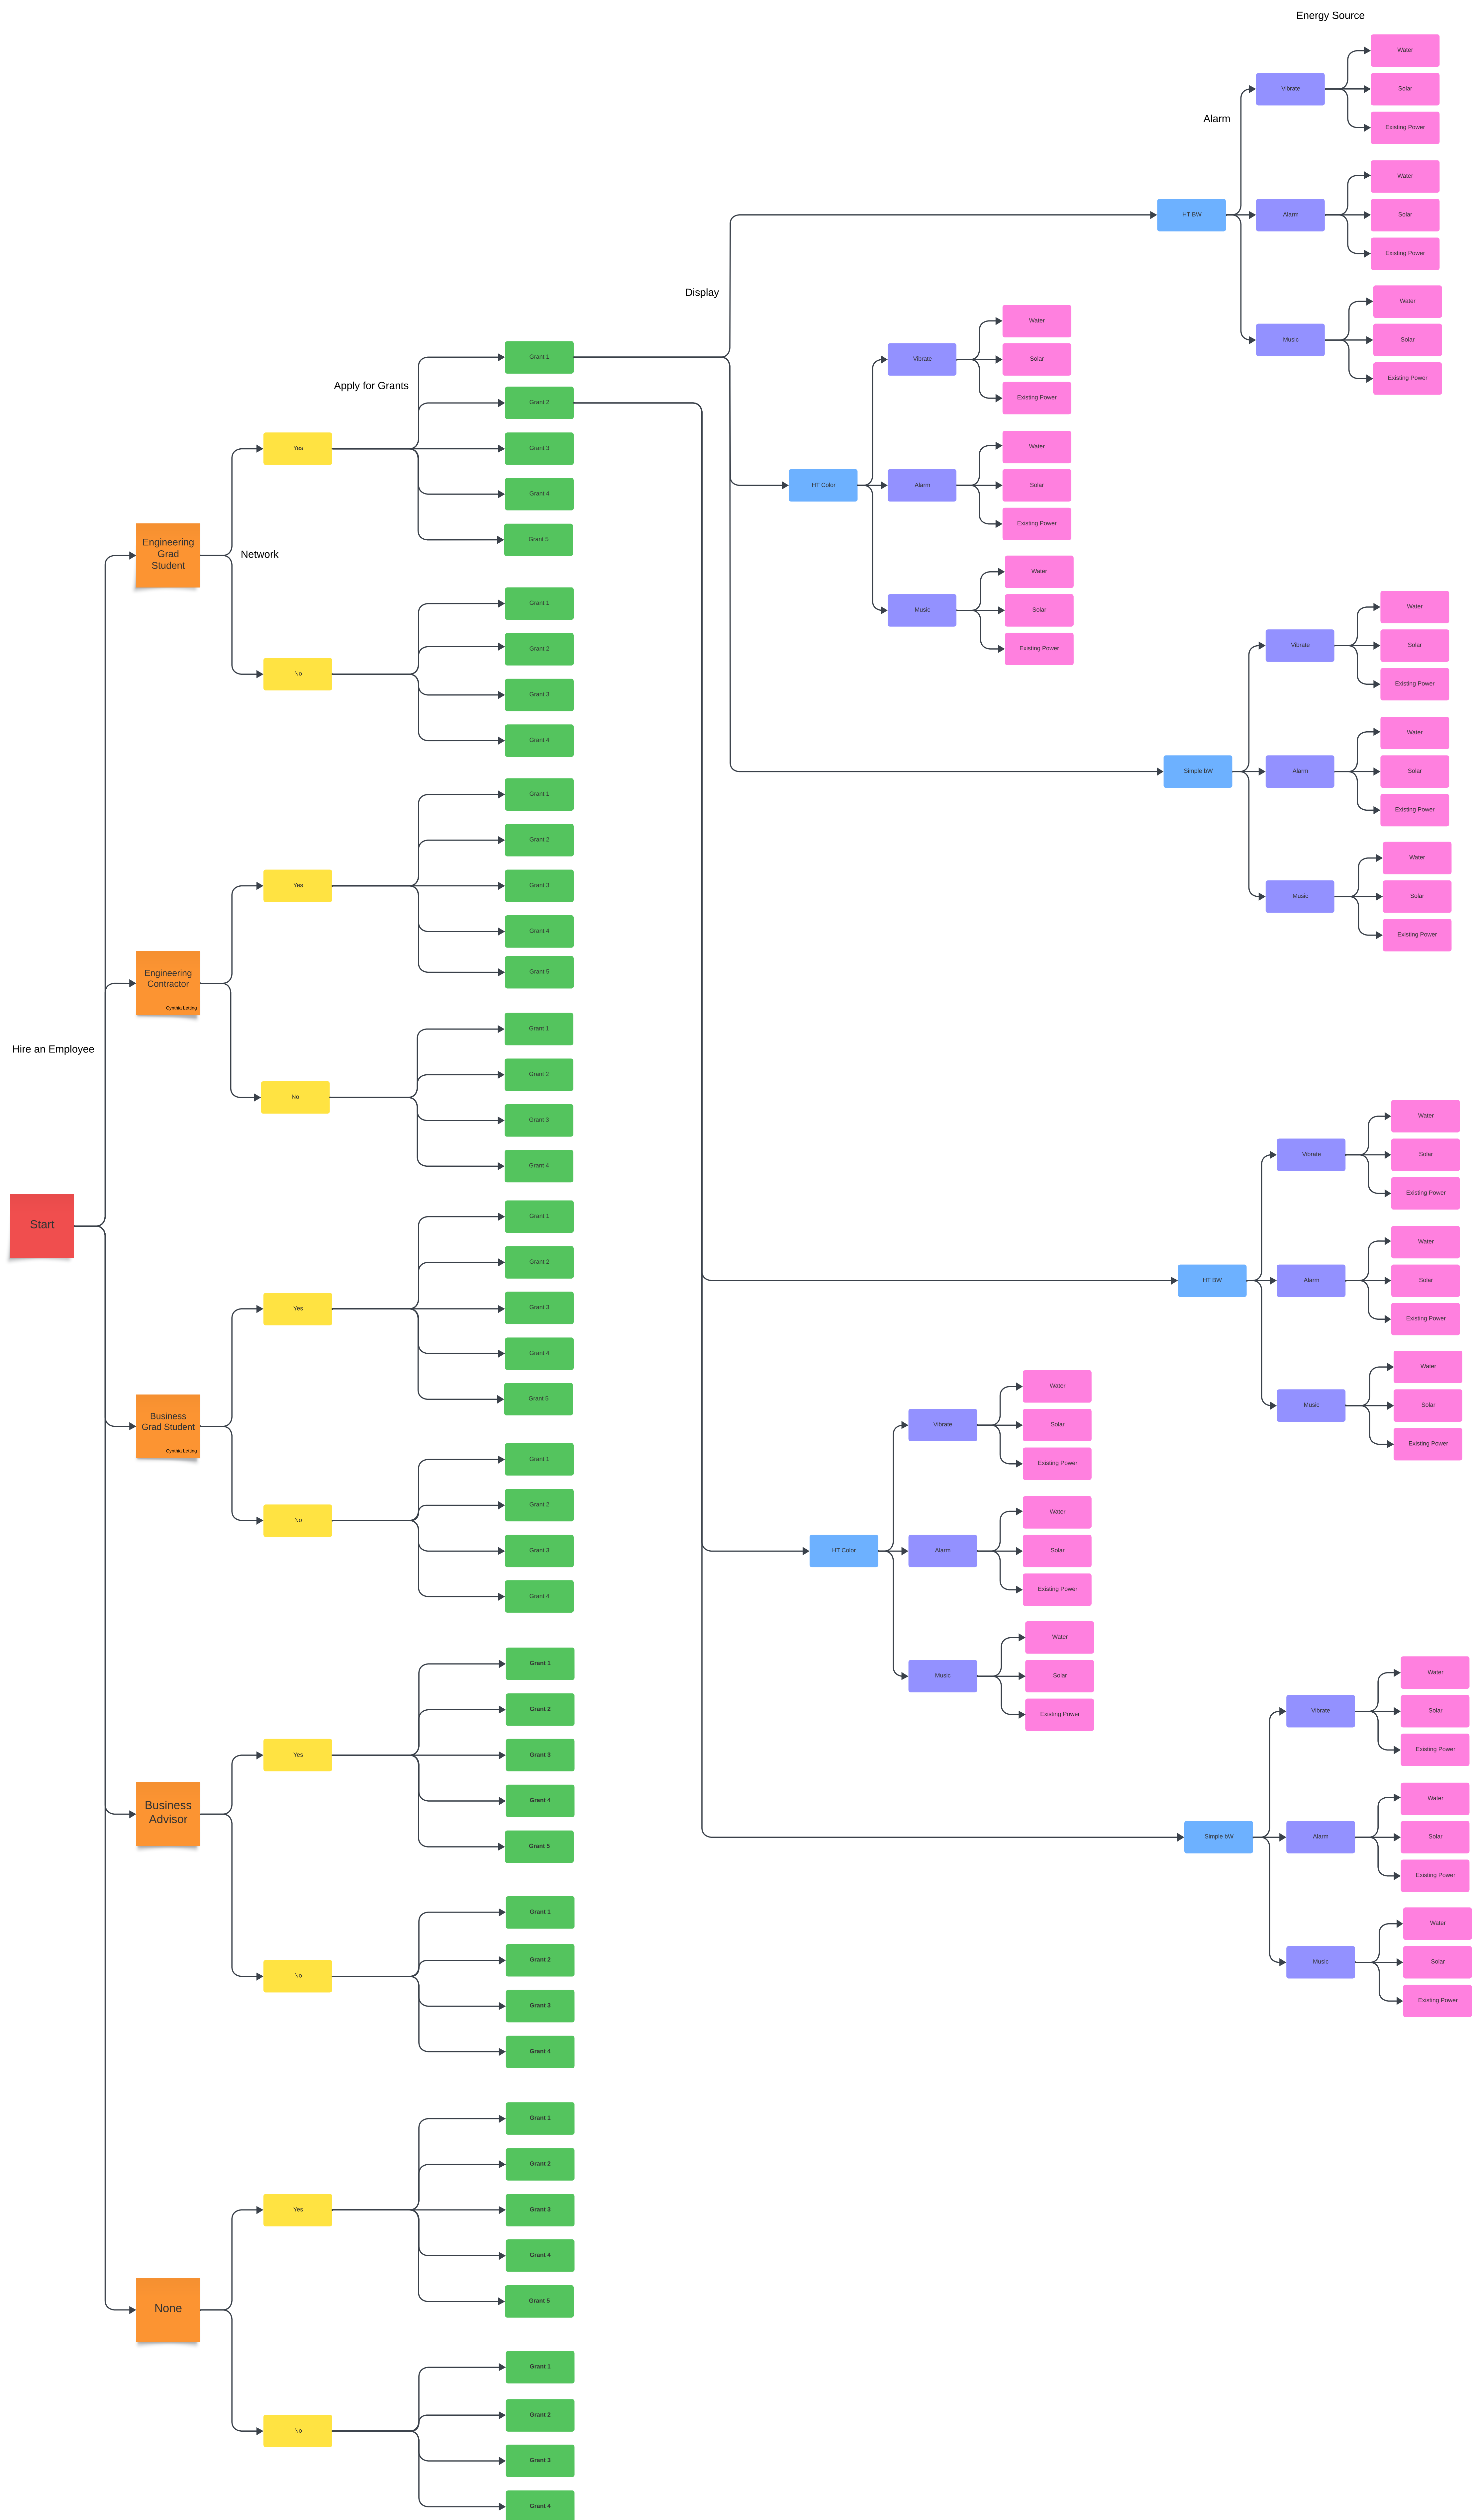 Start
Hire an Employee
Engineering
Grad
Student
Engineering
Contractor
Cynthia Letting
Business
Grad Student
Cynthia Letting
Business
Advisor
None
Network
Yes
No
Yes
No
Yes
No
Yes
No
Yes
No
Apply for Grants
Grant 1
Grant 2
Grant 3
Grant 4
Grant 5
Grant 1
Grant 2
Grant 3
Grant 4
Grant 1
Grant 2
Grant 3
Grant 4
Grant 5
Grant 1
Grant 2
Grant 3
Grant 4
Grant 1
Grant 2
Grant 3
Grant 4
Grant 5
Grant 1
Grant 2
Grant 3
Grant 4
Grant 1
Grant 2
Grant 3
Grant 4
Grant 5
Grant 1
Grant 2
Grant 3
Grant 4
Grant 1
Grant 2
Grant 3
Grant 4
Grant 5
Grant 1
Grant 2
Grant 3
Grant 4
Display
Alarm
Energy Source
HT BW
Vibrate
Water
Solar
Existing Power
Alarm
Water
Solar
Existing Power
Music
Water
Solar
Existing Power
HT Color
Vibrate
Water
Solar
Existing Power
Alarm
Water
Solar
Existing Power
Music
Water
Solar
Existing Power
Simple bW
Vibrate
Water
Solar
Existing Power
Alarm
Water
Solar
Existing Power
Music
Water
Solar
Existing Power
HT BW
Vibrate
Water
Solar
Existing Power
Alarm
Water
Solar
Existing Power
Music
Water
Solar
Existing Power
HT Color
Vibrate
Water
Solar
Existing Power
Alarm
Water
Solar
Existing Power
Music
Water
Solar
Existing Power
Simple bW
Vibrate
Water
Solar
Existing Power
Alarm
Water
Solar
Existing Power
Music
Water
Solar
Existing Power